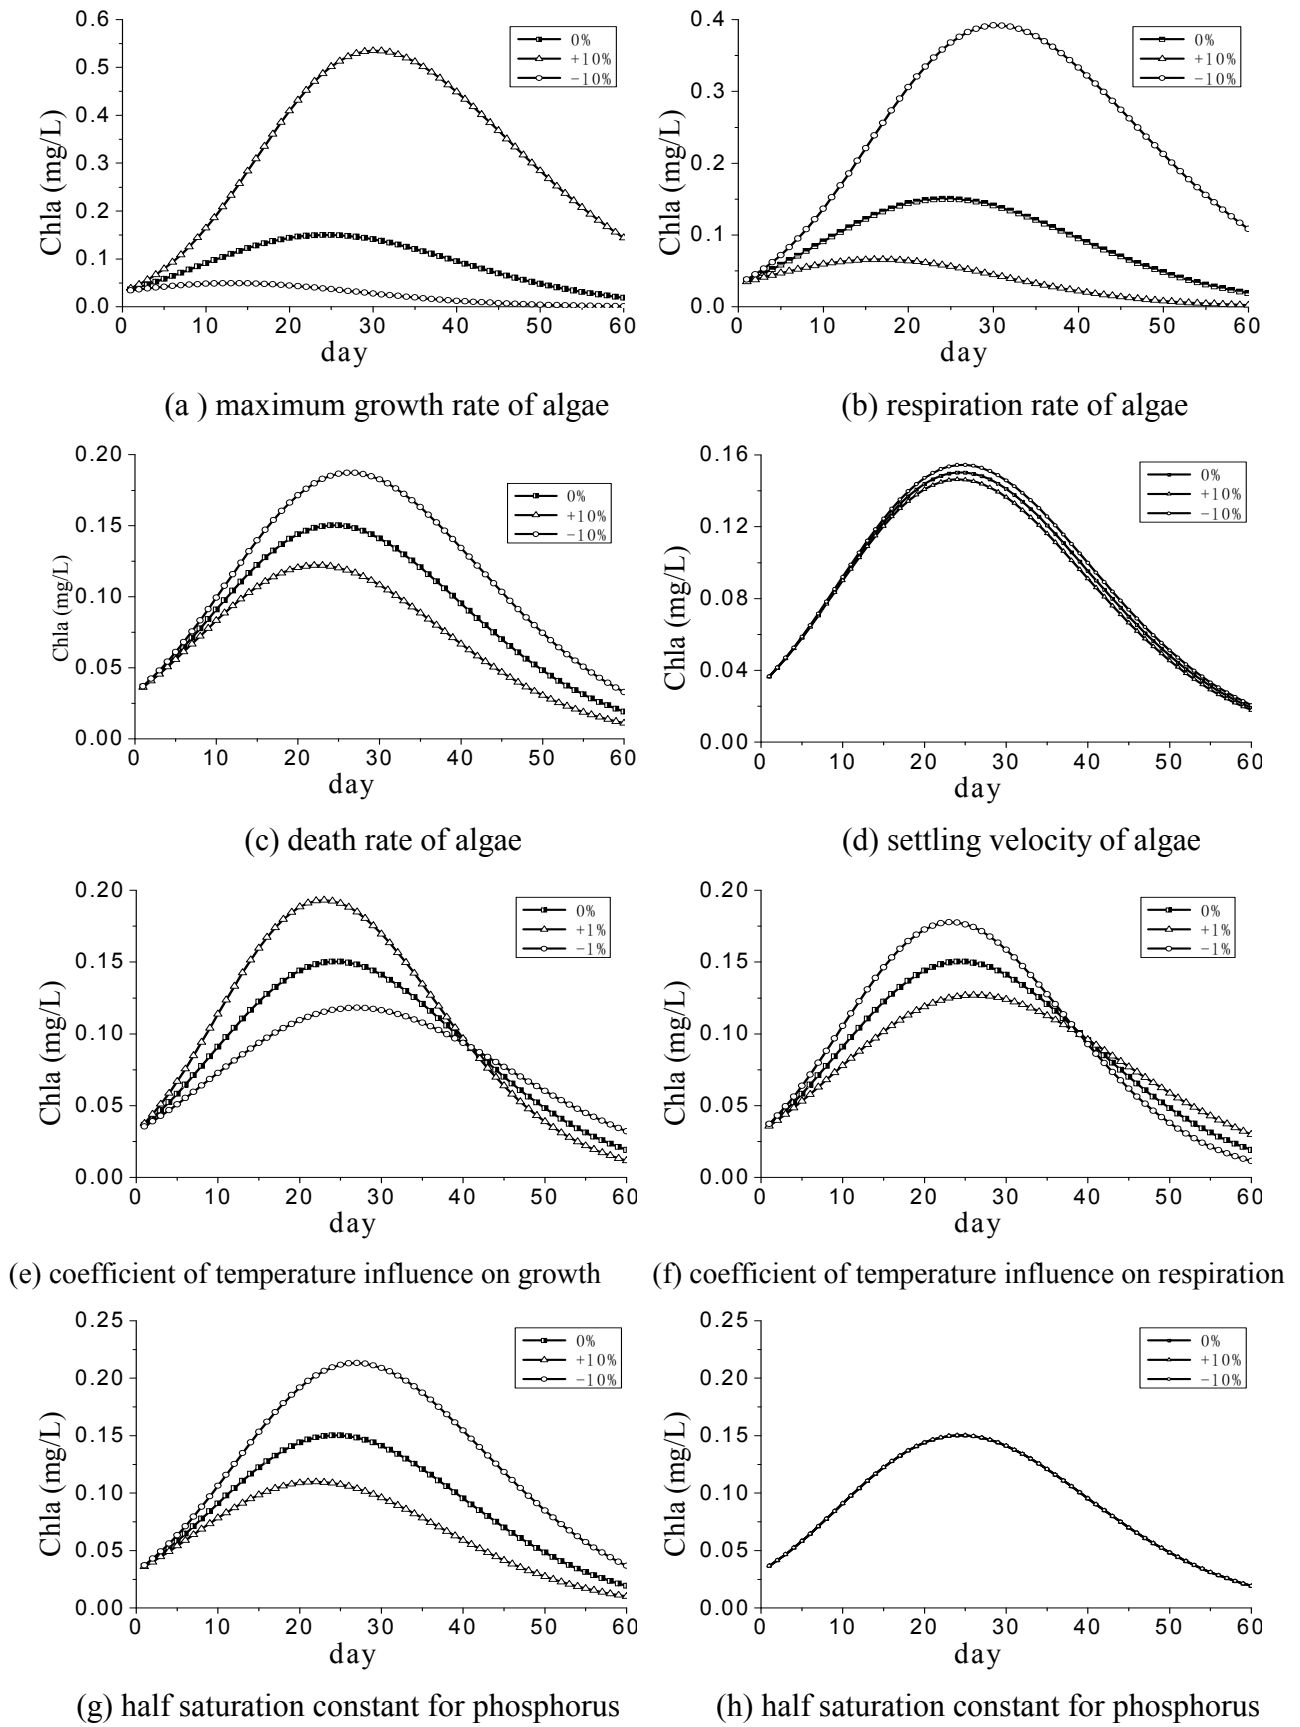 0.6
0.5
0.4
0.3
0.2
0.1
0.0
0 10 20 30 40 50 60
Chla (mg/L)
day
0%
+10%
-10%
(a ) maximum growth rate of algae
0.4
0.3
0.2
0.1
0.0
0 10 20 30 40 50 60
Chla (mg/L)
day
0%
+10%
-10%
(b) respiration rate of algae
0.20
0.15
0.10
0.05
0.00
0 10 20 30 40 50 60
Chla (mg/L)
day
0%
+10%
-10%
(c) death rate of algae
0.16
0.12
0.08
0.04
0.00
0 10 20 30 40 50 60
Chla (mg/L)
day
0%
+10%
-10%
(d) settling velocity of algae
0.20
0.15
0.10
0.05
0.00
0 10 20 30 40 50 60
Chla (mg/L)
day
0%
+1%
-1%
(e) coefficient of temperature influence on growth
0.20
0.15
0.10
0.05
0.00
0 10 20 30 40 50 60
Chla (mg/L)
day
0%
+1%
-1%
(f) coefficient of temperature influence on respiration
0.25
0.20
0.15
0.10
0.05
0.00
0 10 20 30 40 50 60
Chla (mg/L)
day
0%
+10%
-10%
(g) half saturation constant for phosphorus
0.25
0.20
0.15
0.10
0.05
0.00
0 10 20 30 40 50 60
Chla (mg/L)
day
0%
+10%
-10%
(h) half saturation constant for phosphorus